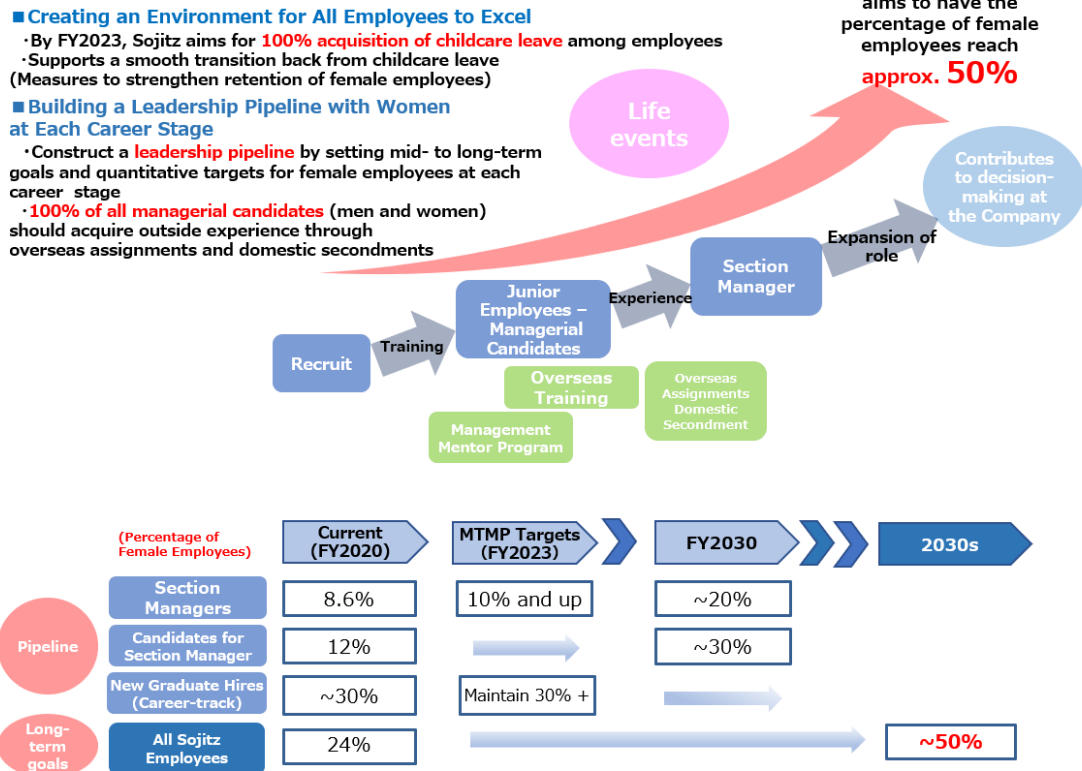 ■Creating an Environment for All Employees to Excel
・By FY2023, Sojitz aims for 100% acquisition of childcare leave among employees
・Supports a smooth transition back from childcare leave
(Measures to strengthen retention of female employees)
■Building a Leadership Pipeline with Women
at Each Career Stage
・Construct a leadership pipeline by setting mid- to long-term
goals and quantitative targets for female employees at each
career stage
・100% of all managerial candidates (men and women)
should acquire outside experience through
overseas assignments and domestic secondments
aims to have the
percentage of female
employees reach
approx. 50%
Life
events
Contributes
to decision-
making at
the Company
Expansion of
role
Section
Manager
Experience
Junior
Employees –
Managerial
Candidates
Training
Recruit
Overseas
Training
Overseas
Assignments
Domestic
Secondment
Management
Mentor Program
(Percentage of
Female Employees)
Current
(FY2020)
MTMP Targets
(FY2023)
FY2030
2030s
Pipeline
Section
Managers
8.6%
10% and up
~20%
Candidates for
Section Manager
12%
~30%
New Graduate Hires
(Career-track)
~30%
Maintain 30% +
Long-
term
goals
All Sojitz
Employees
24%
~50%